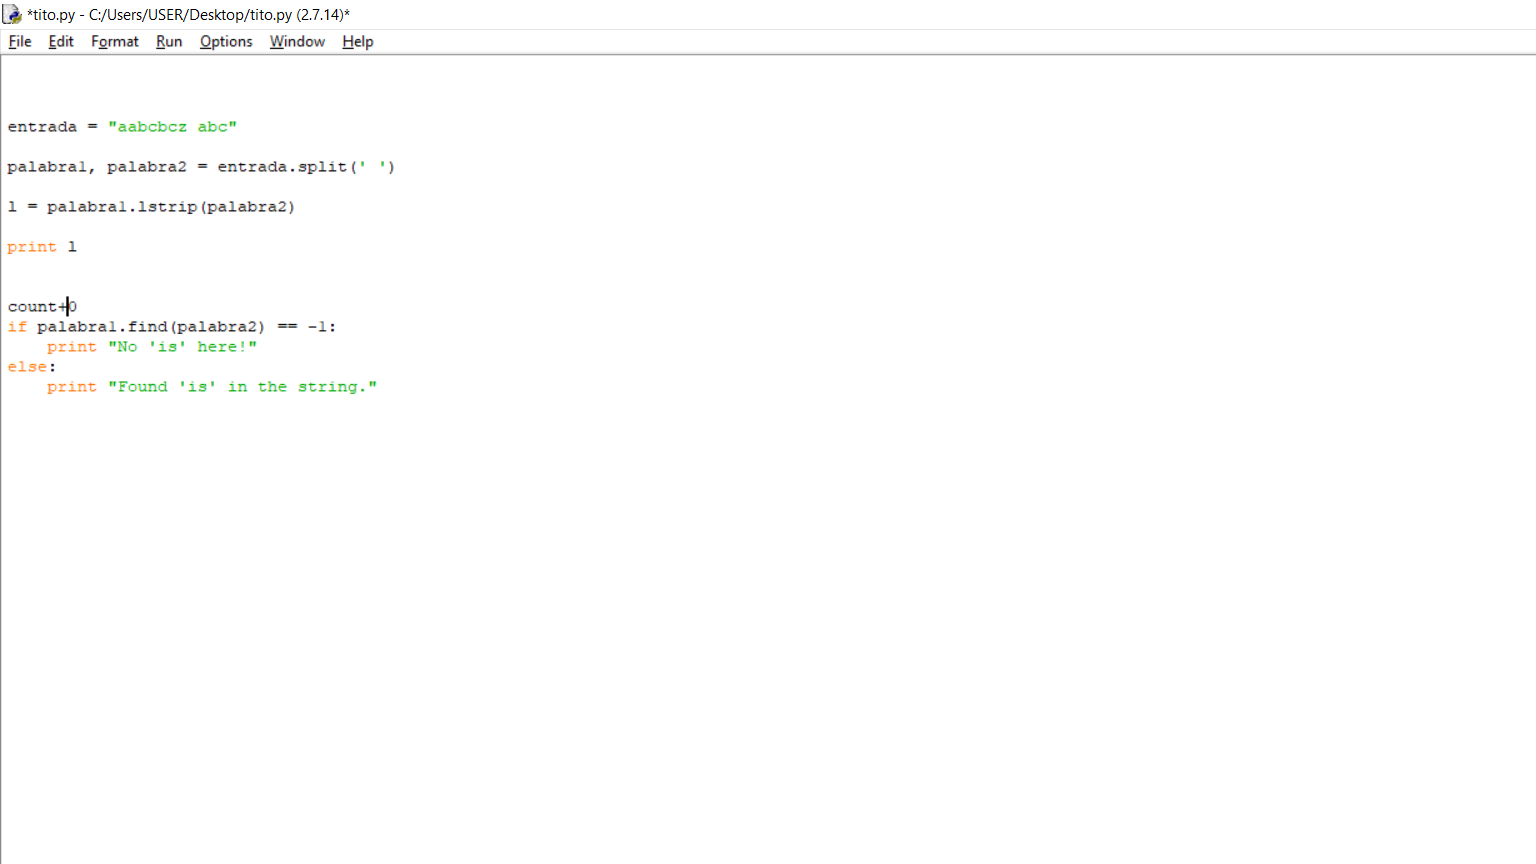 *tito.py - C:/Users/USER/Desktop/tito.py (2.7.14)*
File Edit Format Run Options Window Help
entrada = "aabcbcz abc"
palabra1, palabra2 = entrada.split(' ')
l = palabra1.lstrip(palabra2)
print l
count+0
if palabra1.find(palabra2) == -1:
    print "No 'is' here!"
else:
    print "Found 'is' in the string."